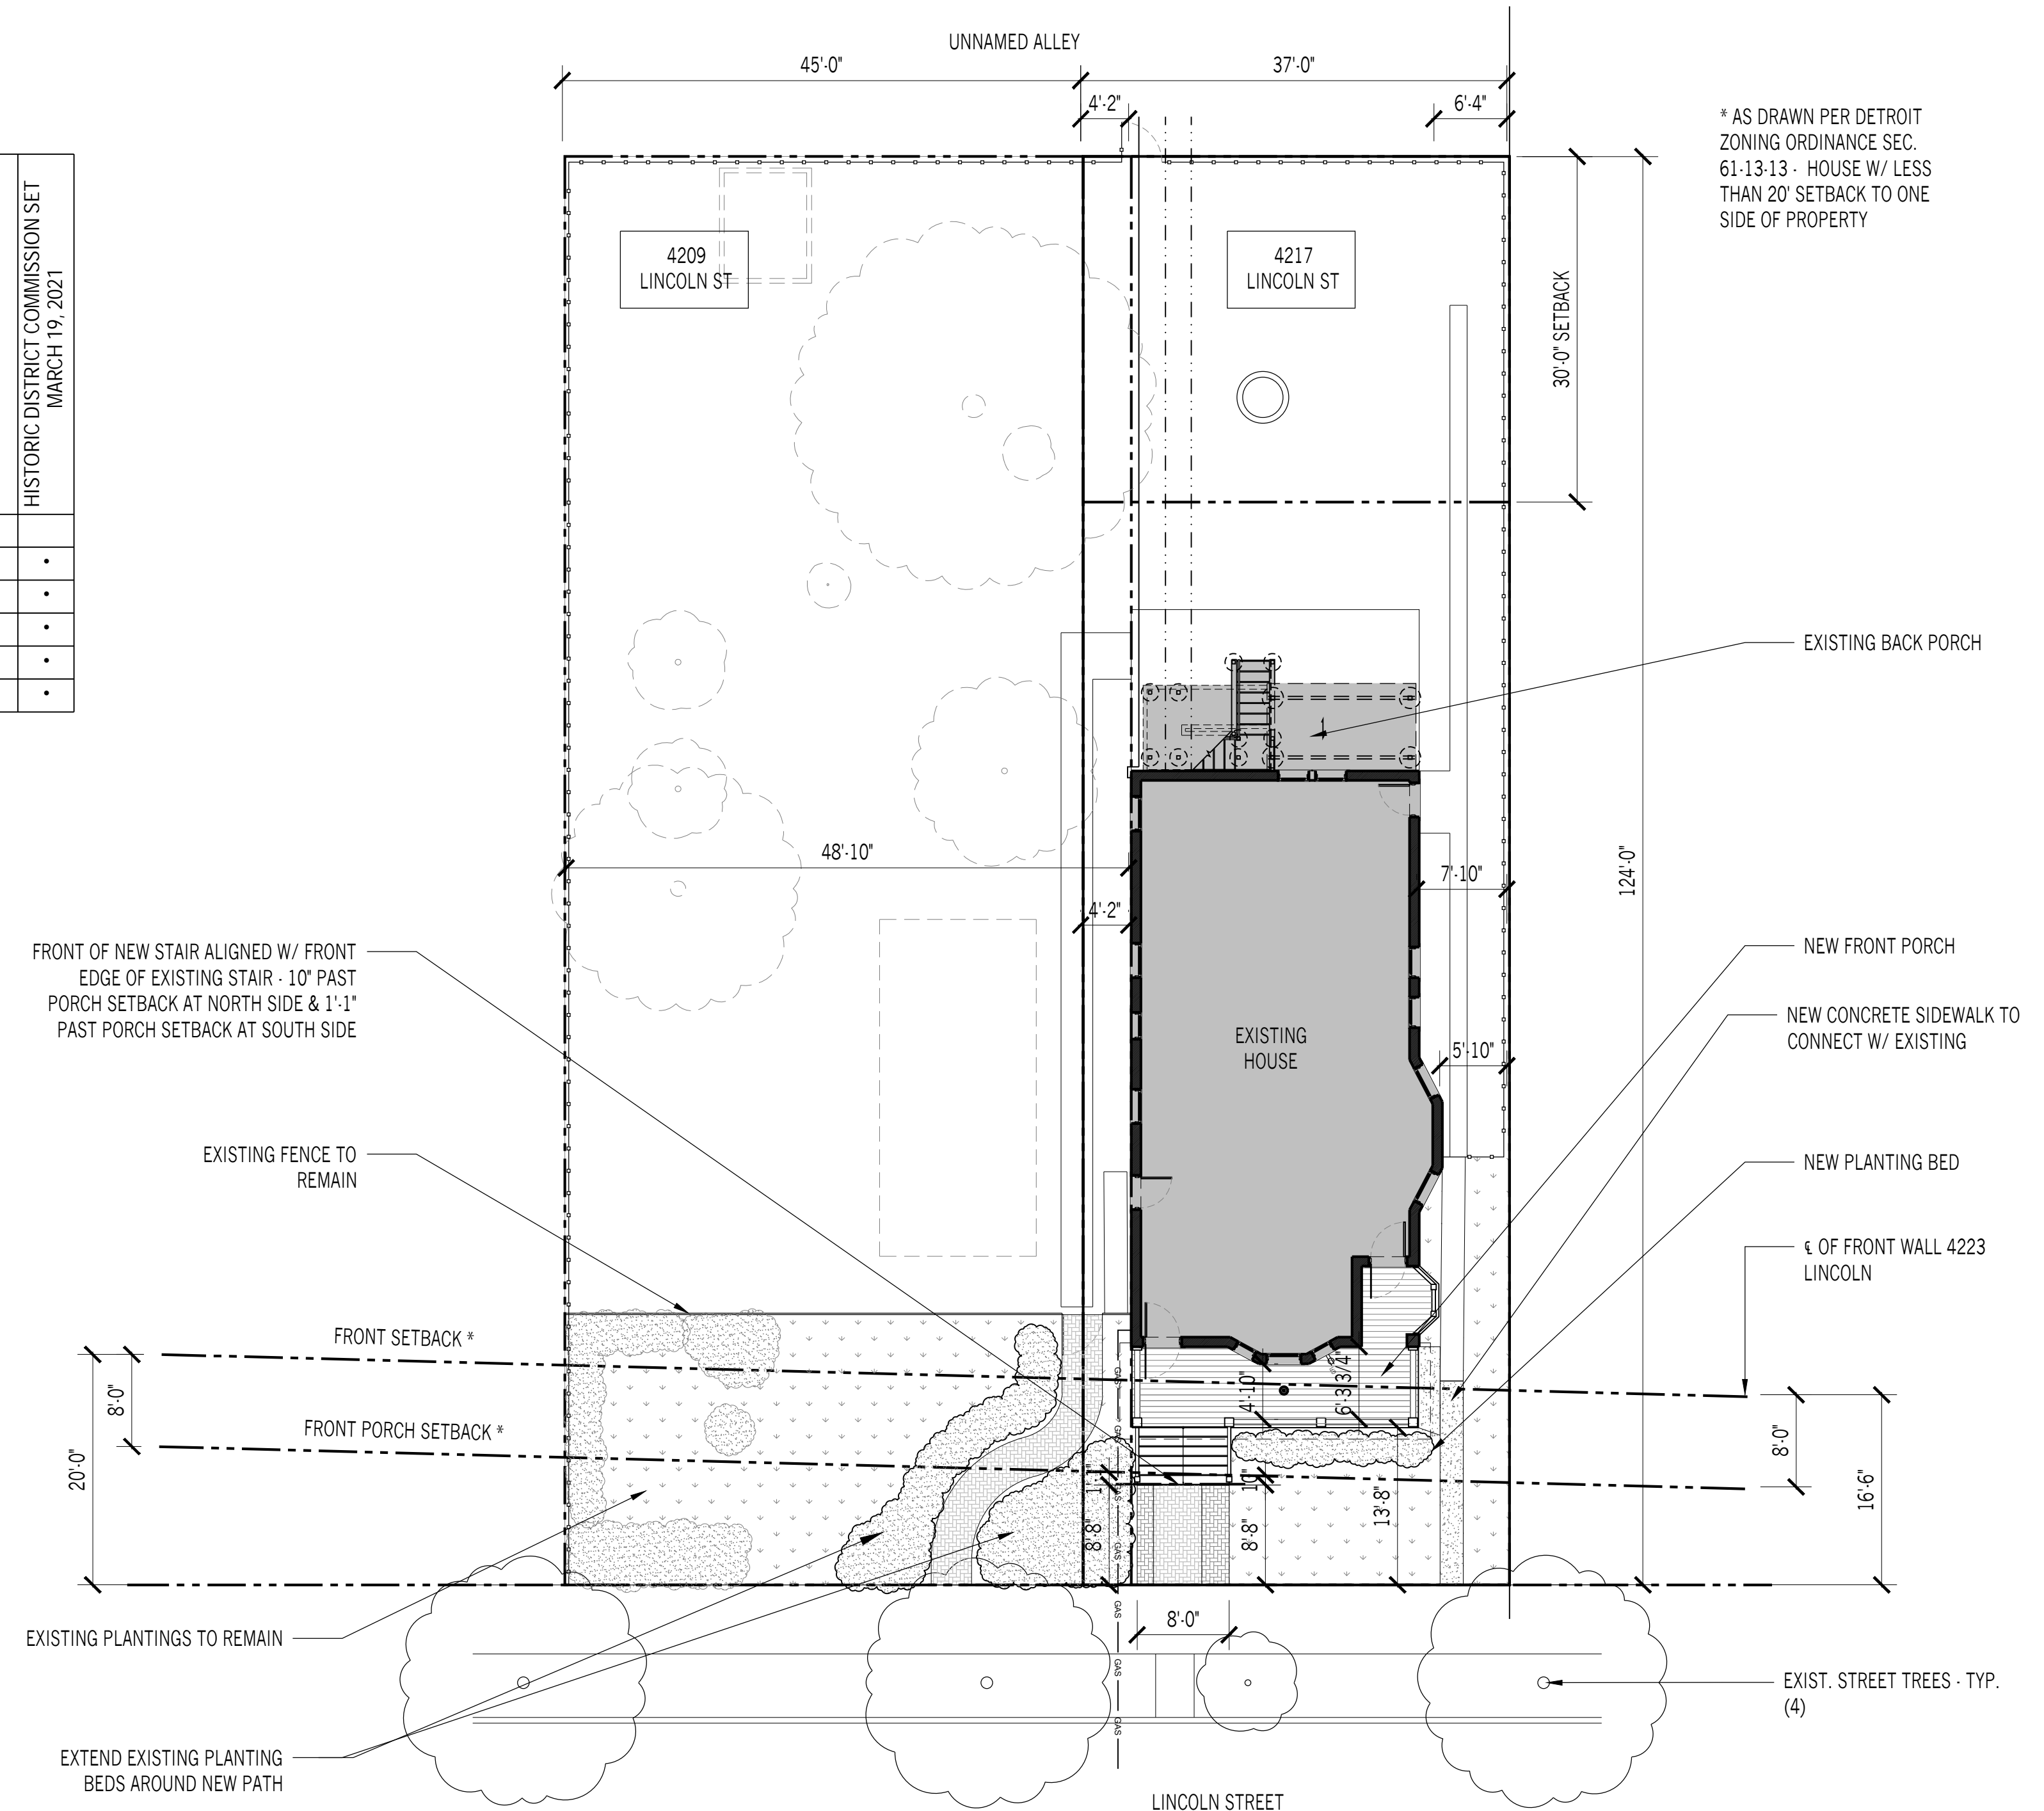 UNNAMED ALLEY
45'-0"
37'-0"
4'-2"
6'-4"
* AS DRAWN PER DETROIT
ZONING ORDINANCE SEC.
61-13-13 - HOUSE W/ LESS
THAN 20' SETBACK TO ONE
SIDE OF PROPERTY
HISTORIC DISTRICT COMMISSION SET
MARCH 19, 2021
4209
LINCOLN ST
4217
LINCOLN ST
30'-0" SETBACK
EXISTING BACK PORCH
1
48'-10"
7'-10"
124'-0"
4'-2"
FRONT OF NEW STAIR ALIGNED W/ FRONT
EDGE OF EXISTING STAIR - 10" PAST
PORCH SETBACK AT NORTH SIDE & 1'-1"
PAST PORCH SETBACK AT SOUTH SIDE
NEW FRONT PORCH
NEW CONCRETE SIDEWALK TO
CONNECT W/ EXISTING
EXISTING
HOUSE
5'-10"
EXISTING FENCE TO
REMAIN
NEW PLANTING BED
℄ OF FRONT WALL 4223
LINCOLN
FRONT SETBACK *
8'-0"
4'-10"
6'-3 3/4"
FRONT PORCH SETBACK *
20'-0"
8'-0"
16'-6"
10"
13'-8"
8'-8"
8'-8"
GAS
GAS
GAS
GAS
GAS
GAS
GAS
8'-0"
EXISTING PLANTINGS TO REMAIN
EXIST. STREET TREES - TYP.
(4)
EXTEND EXISTING PLANTING
BEDS AROUND NEW PATH
LINCOLN STREET